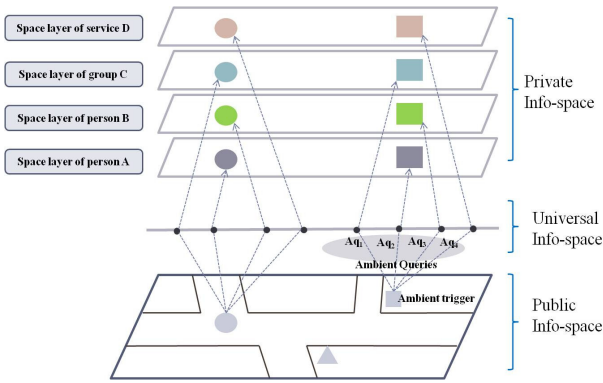 Space layer of service D
Space layer of group C
Space layer of person B
Space layer of person A
Private
Info-space
Universal
Info-space
Aq1 Aq2 Aq3 Aq4
Ambient Queries
Ambient trigger
Public
Info-space